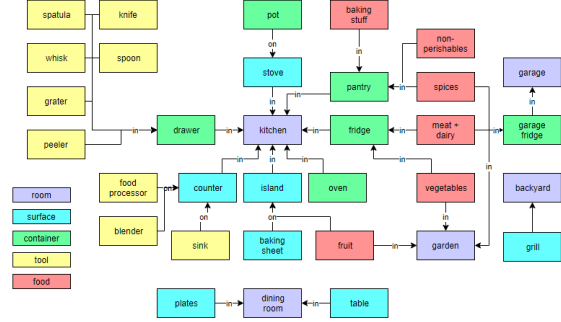 spatula
knife
pot
baking
stuff
on
in
non-
perishables
whisk
spoon
stove
pantry
spices
garage
in
in
in
in
grater
in
peeler
in
drawer
in
kitchen
in
fridge
in
meat +
dairy
in
garage
fridge
in
in
in
in
in
in
food
processor
on
counter
island
oven
vegetables
backyard
room
surface
on
on
in
container
blender
sink
baking
sheet
fruit
in
garden
grill
tool
food
plates
in
dining
room
in
table